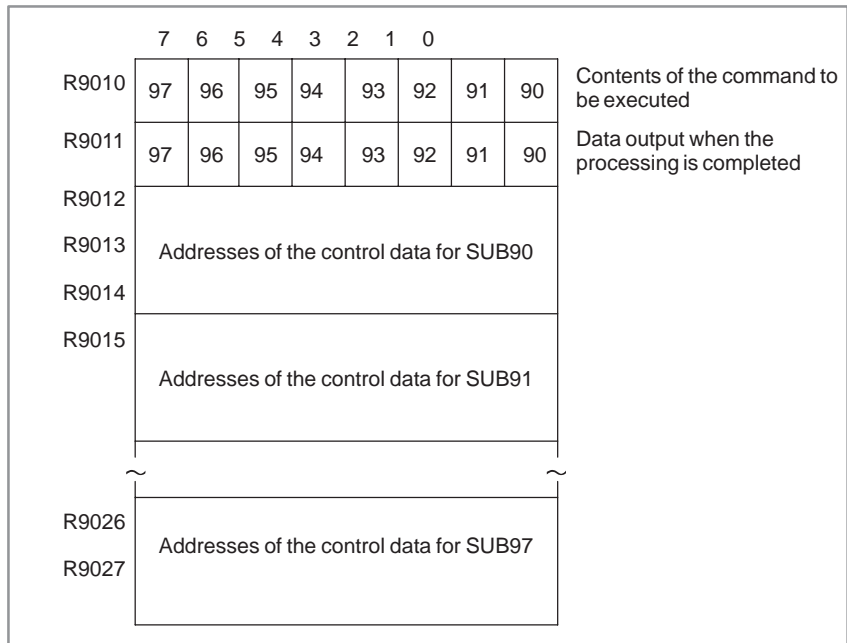 7 6 5 4 3 2 1 0
R9010 97 96 95 94 93 92 91 90 Contents of the command to
be executed
R9011 97 96 95 94 93 92 91 90 Data output when the
processing is completed
R9012
R9013 Addresses of the control data for SUB90
R9014
R9015
Addresses of the control data for SUB91
~ ~
R9026
Addresses of the control data for SUB97
R9027